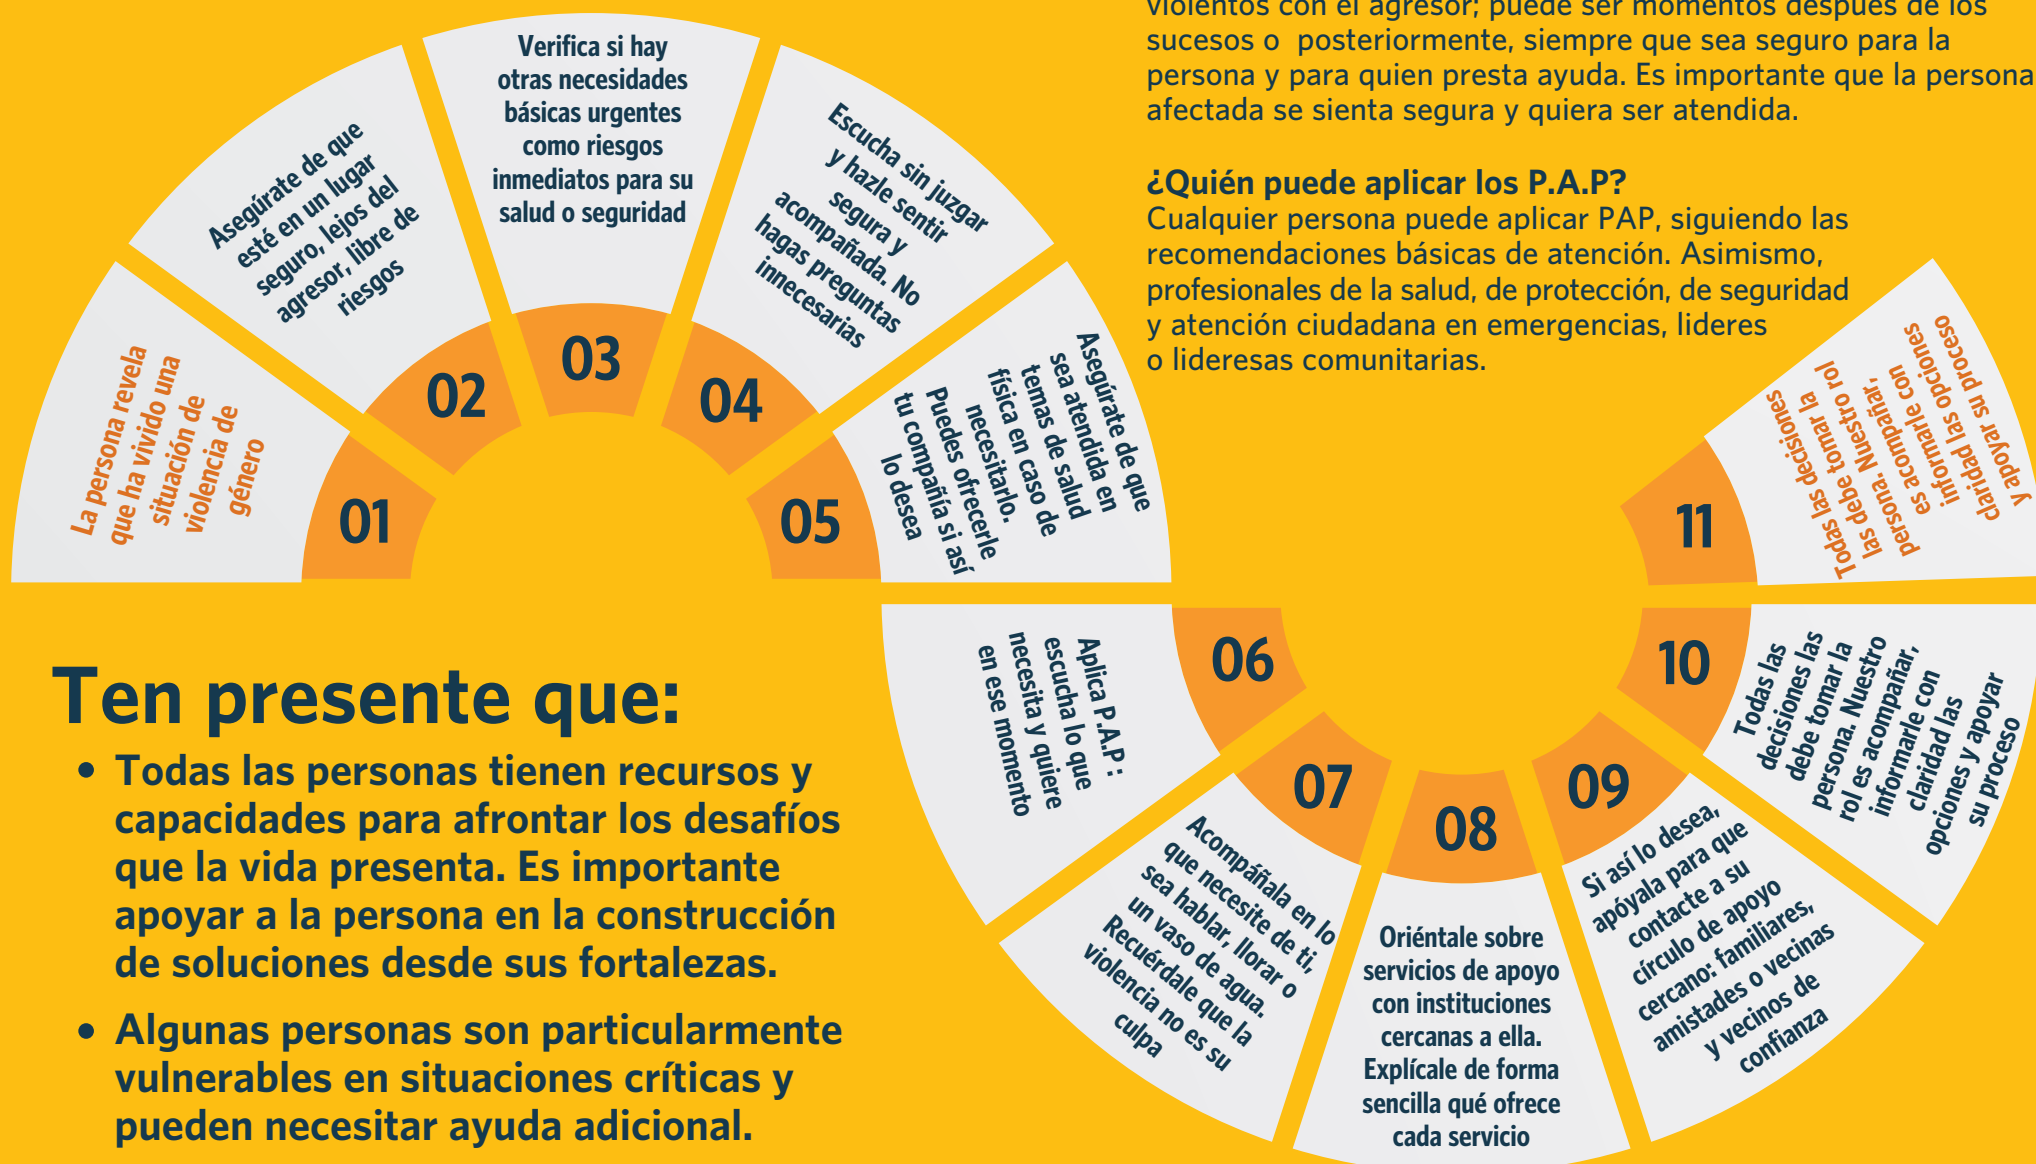 La persona revela
que ha vivido una
situación de
violencia de
género
01
Asegúrate de que
esté en un lugar
seguro, lejos del
agresor, libre de
riesgos
02
Verifica si hay
otras necesidades
básicas urgentes
como riesgos
inmediatos para su
salud o seguridad
03
Escucha sin juzgar
y hazle sentir
segura y
acompañada. No
hagas preguntas
innecesarias
04
Asegúrate de que
sea atendida en
temas de salud
física en caso de
necesitarlo.
Puedes ofrecerle
tu compañía si así
lo desea
05
violentos con el agresor; puede ser momentos después de los
sucesos o posteriormente, siempre que sea seguro para la
persona y para quien presta ayuda. Es importante que la persona
afectada se sienta segura y quiera ser atendida.
¿Quién puede aplicar los P.A.P?
Cualquier persona puede aplicar PAP, siguiendo las
recomendaciones básicas de atención. Asimismo,
profesionales de la salud, de protección, de seguridad
y atención ciudadana en emergencias, lideres
o lideresas comunitarias.
Aplica P.A.P :
escucha lo que
necesita y quiere
en ese momento
06
07
Acompáñala en lo
que necesite de ti,
sea hablar, llorar o
un vaso de agua.
Recuérdale que la
violencia no es su
culpa
08
Oriéntale sobre
servicios de apoyo
con instituciones
cercanas a ella.
Explícale de forma
sencilla qué ofrece
cada servicio
09
Si así lo desea,
apóyala para que
contacte a su
círculo de apoyo
cercano: familiares,
amistades o vecinas
y vecinos de
confianza
10
Todas las
decisiones las
debe tomar la
persona. Nuestro
rol es acompañar,
informarle con
claridad las
opciones y apoyar
su proceso
11
Todas las decisiones
las debe tomar la
persona. Nuestro rol
es acompañar,
informarle con
claridad las opciones
y apoyar su proceso
Ten presente que:
• Todas las personas tienen recursos y
capacidades para afrontar los desafíos
que la vida presenta. Es importante
apoyar a la persona en la construcción
de soluciones desde sus fortalezas.
• Algunas personas son particularmente
vulnerables en situaciones críticas y
pueden necesitar ayuda adicional.